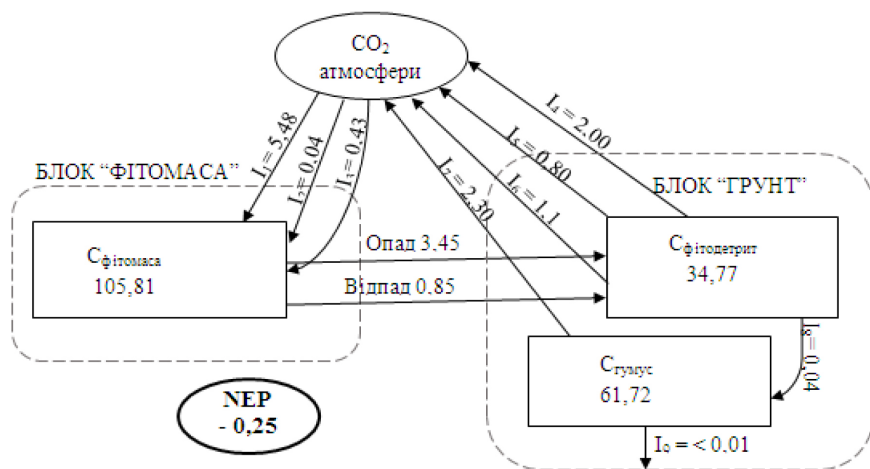 CO₂
атмосфери
I₁ = 5,48
I₂ = 0,04
I₃ = 0,43
I₇ = 2,30
I₆ = 1,1
I₅ = 0,80
I₄ = 2,00
БЛОК “ФІТОМАСА”
БЛОК “ГРУНТ”
Cфітомаса
105,81
Опад 3,45
Відпад 0,85
Cфітодетрит
34,77
I₈ = 0,04
Cгумус
61,72
NEP
- 0,25
I₉ = < 0,01